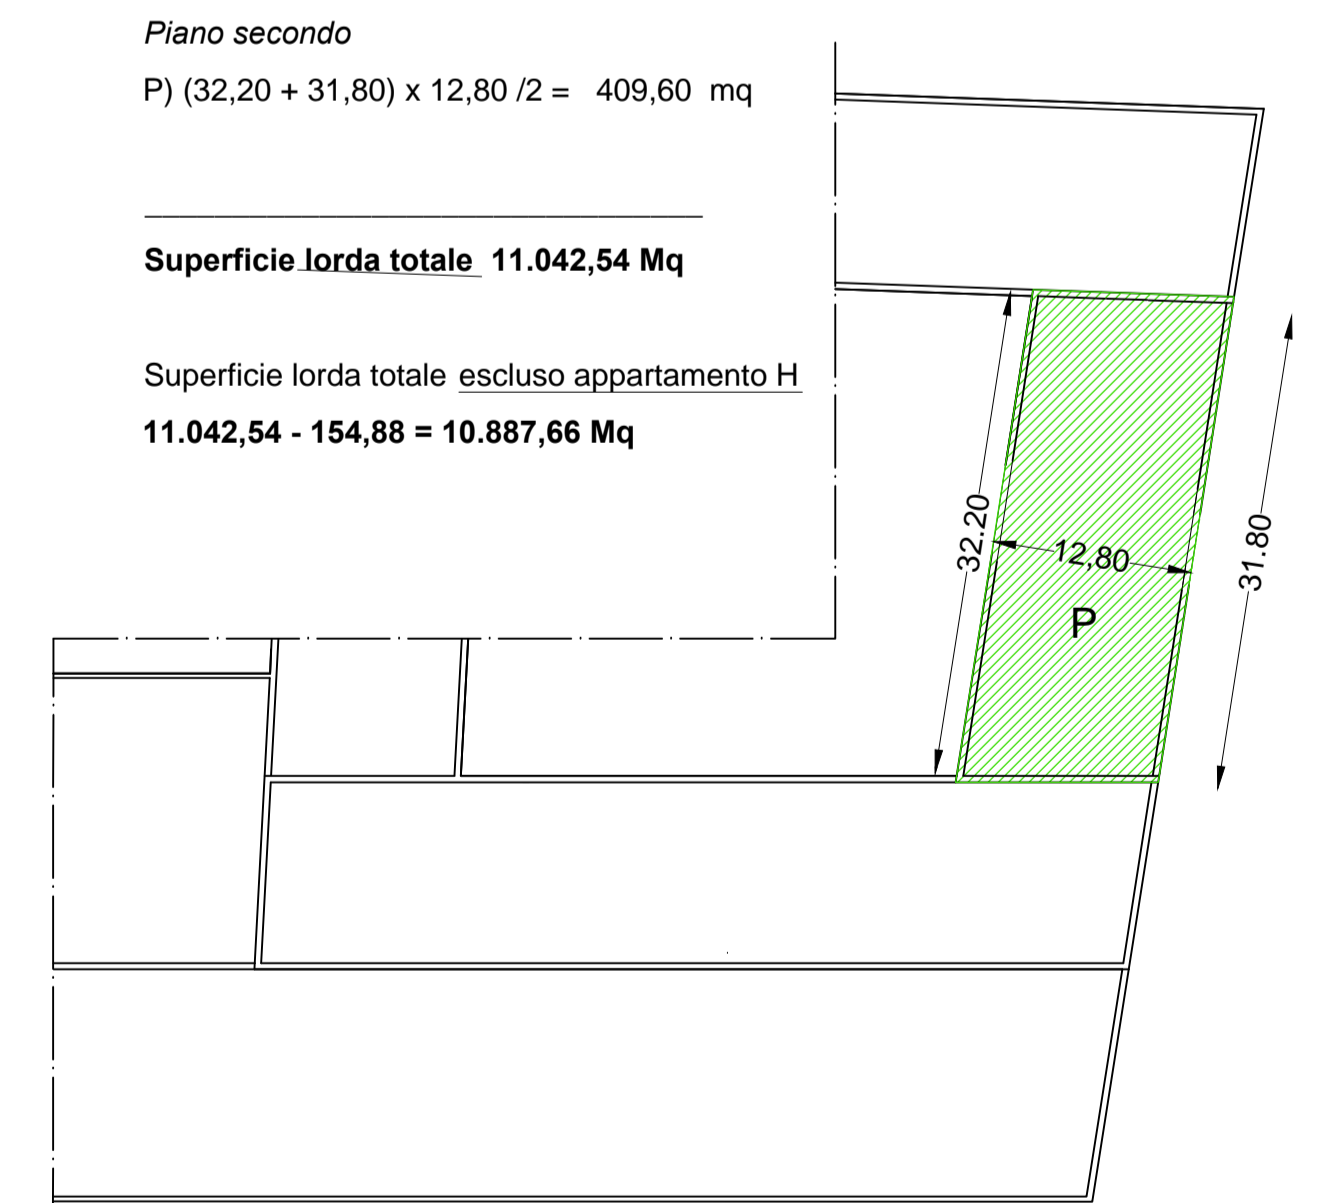 Piano secondo
P) (32,20 + 31,80) x 12,80 /2 = 409,60 mq
Superficie lorda totale 11.042,54 Mq
Superficie lorda totale escluso appartamento H
11.042,54 - 154,88 = 10.887,66 Mq
32.20
12,80
31.80
P